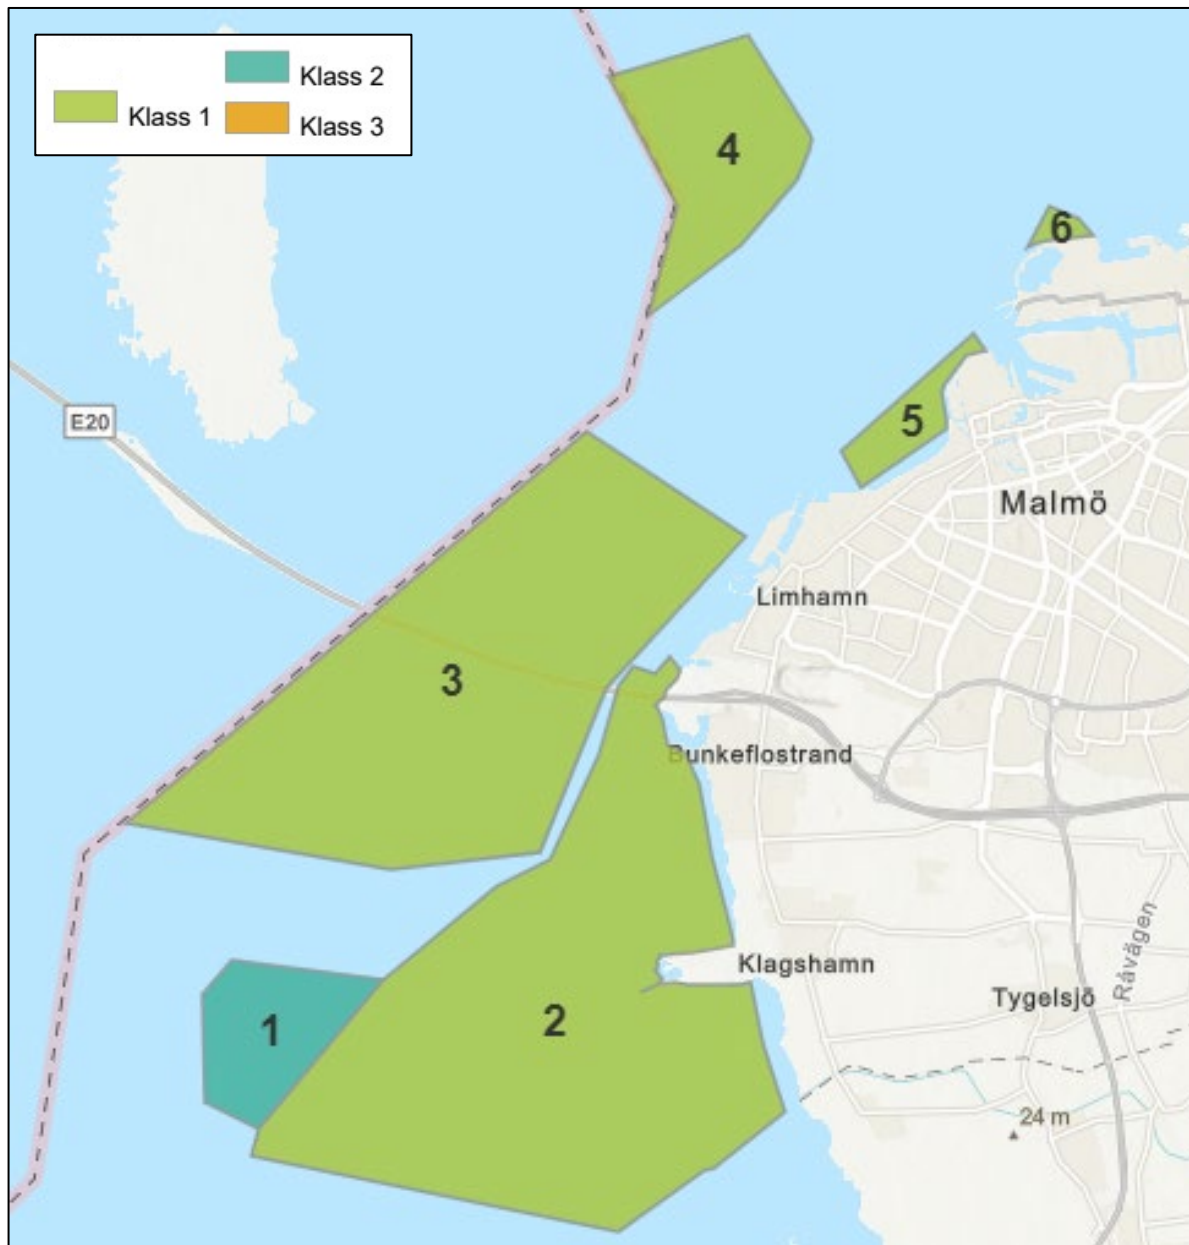 Klass 2
Klass 1
Klass 3
4
6
E20
5
Malmö
Limhamn
3
Bunkeflostrand
Klagshamn
Råvägen
Tygelsjö
2
1
24 m